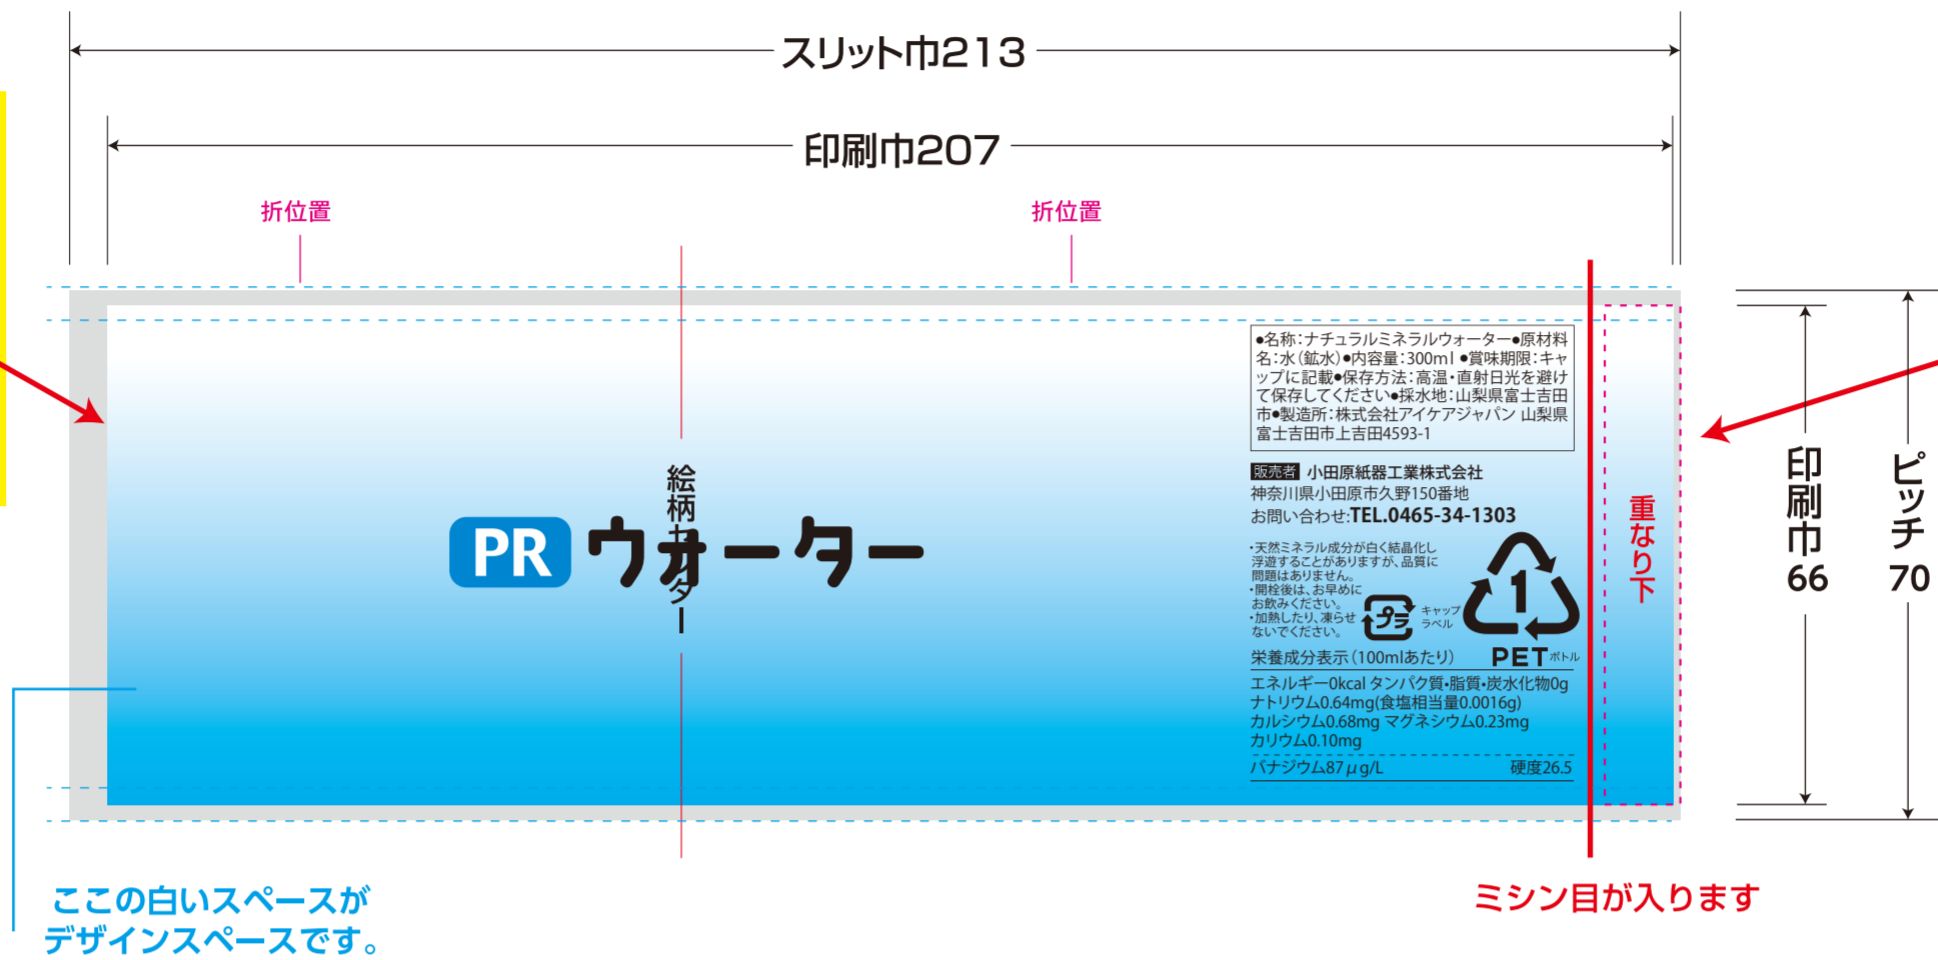 スリット巾213
印刷巾207
折位置
折位置
●名称：ナチュラルミネラルウォーター●原材料
名：水（鉱水）●内容量：300ml ●賞味期限：キャ
ップに記載●保存方法：高温・直射日光を避け
て保存してください●採水地：山梨県富士吉田
市●製造所：株式会社アイケアジャパン 山梨県
富士吉田市上吉田4593-1
販売者 小田原紙器工業株式会社
神奈川県小田原市久野150番地
お問い合わせ:TEL.0465-34-1303
絵柄センター
PR ウォーター
・天然ミネラル成分が白く結晶化し
浮遊することがありますが、品質に
問題はありません。
・開栓後は、お早めに
お飲みください。
・加熱したり、凍らせ
ないでください。
プラ
キャップ
ラベル
1
PETボトル
栄養成分表示（100mlあたり）
エネルギー0kcal タンパク質・脂質・炭水化物0g
ナトリウム0.64mg(食塩相当量0.0016g)
カルシウム0.68mg マグネシウム0.23mg
カリウム0.10mg
バナジウム87μg/L 硬度26.5
重なり下
印刷巾66
ピッチ70
ここの白いスペースが
デザインスペースです。
ミシン目が入ります